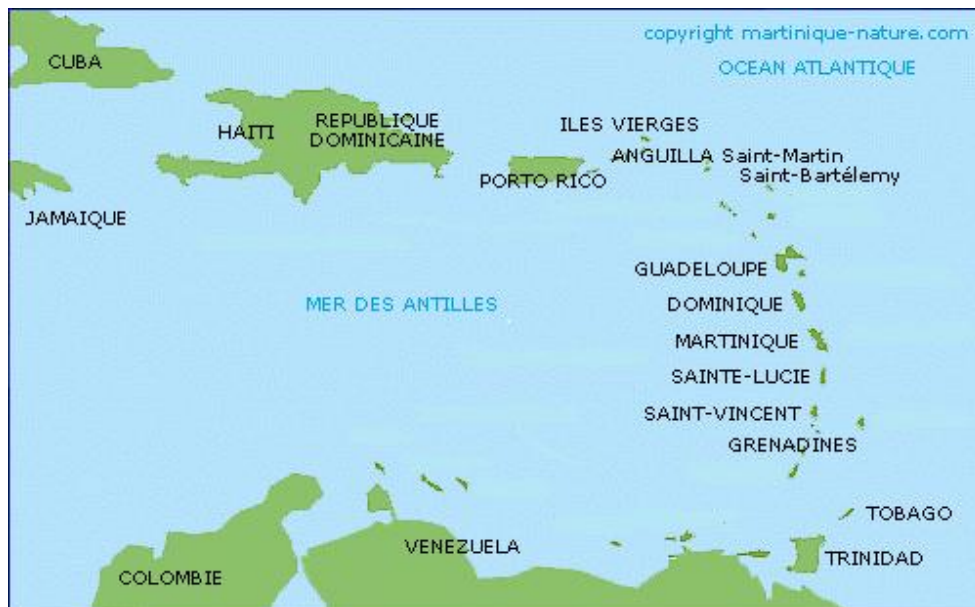 copyright martinique-nature.com
CUBA
OCEAN ATLANTIQUE
HAITI
REPUBLIQUE
DOMINICAINE
ILES VIERGES
ANGUILLA Saint-Martin
Saint-Bartélemy
PORTO RICO
JAMAIQUE
GUADELOUPE
MER DES ANTILLES
DOMINIQUE
MARTINIQUE
SAINTE-LUCIE
SAINT-VINCENT
GRENADINES
TOBAGO
VENEZUELA
TRINIDAD
COLOMBIE